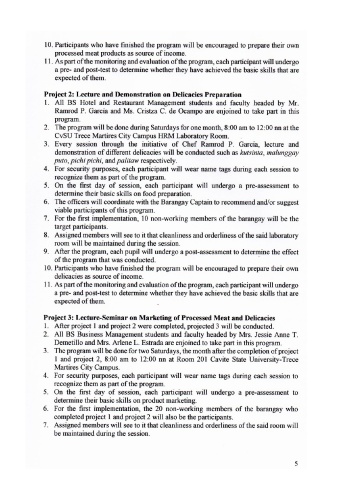 10. Participants who have finished the program will be encouraged to prepare their own
processed meat products as source of income.
11. As part of the monitoring and evaluation of the program, each participant will undergo
a pre- and post-test to determine whether they have achieved the basic skills that are
expected of them.
Project 2: Lecture and Demonstration on Delicacies Preparation
1. All BS Hotel and Restaurant Management students and faculty headed by Mr.
Ramrod P. Garcia and Ms. Cristza C. de Ocampo are enjoined to take part in this
program.
2. The program will be done during Saturdays for one month, 8:00 am to 12:00 nn at the
CvSU Trece Martires City Campus HRM Laboratory Room.
3. Every session through the initiative of Chef Ramrod P. Garcia, lecture and
demonstration of different delicacies will be conducted such as kutsinta, malunggay
puto, pichi pichi, and palitaw respectively.
4. For security purposes, each participant will wear name tags during each session to
recognize them as part of the program.
5. On the first day of session, each participant will undergo a pre-assessment to
determine their basic skills on food preparation.
6. The officers will coordinate with the Barangay Captain to recommend and/or suggest
viable participants of this program.
7. For the first implementation, 10 non-working members of the barangay will be the
target participants.
8. Assigned members will see to it that cleanliness and orderliness of the said laboratory
room will be maintained during the session.
9. After the program, each pupil will undergo a post-assessment to determine the effect
of the program that was conducted.
10. Participants who have finished the program will be encouraged to prepare their own
delicacies as source of income.
11. As part of the monitoring and evaluation of the program, each participant will undergo
a pre- and post-test to determine whether they have achieved the basic skills that are
expected of them.
Project 3: Lecture-Seminar on Marketing of Processed Meat and Delicacies
1. After project 1 and project 2 were completed, projected 3 will be conducted.
2. All BS Business Management students and faculty headed by Mrs. Jessie Anne T.
Demetillo and Mrs. Arlene L. Estrada are enjoined to take part in this program.
3. The program will be done for two Saturdays, the month after the completion of project
1 and project 2, 8:00 am to 12:00 nn at Room 201 Cavite State University-Trece
Martires City Campus.
4. For security purposes, each participant will wear name tags during each session to
recognize them as part of the program.
5. On the first day of session, each participant will undergo a pre-assessment to
determine their basic skills on product marketing.
6. For the first implementation, the 20 non-working members of the barangay who
completed project 1 and project 2 will also be the participants.
7. Assigned members will see to it that cleanliness and orderliness of the said room will
be maintained during the session.
5